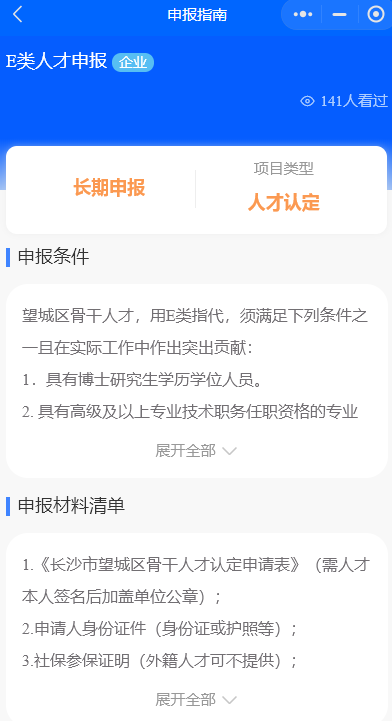 申报指南
E类人才申报 企业
141人看过
长期申报
项目类型
人才认定
申报条件
望城区骨干人才，用E类指代，须满足下列条件之
一且在实际工作中作出突出贡献：
1．具有博士研究生学历学位人员。
2. 具有高级及以上专业技术职务任职资格的专业
展开全部
申报材料清单
1.《长沙市望城区骨干人才认定申请表》（需人才
本人签名后加盖单位公章）；
2.申请人身份证件（身份证或护照等）；
3.社保参保证明（外籍人才可不提供）；
展开全部